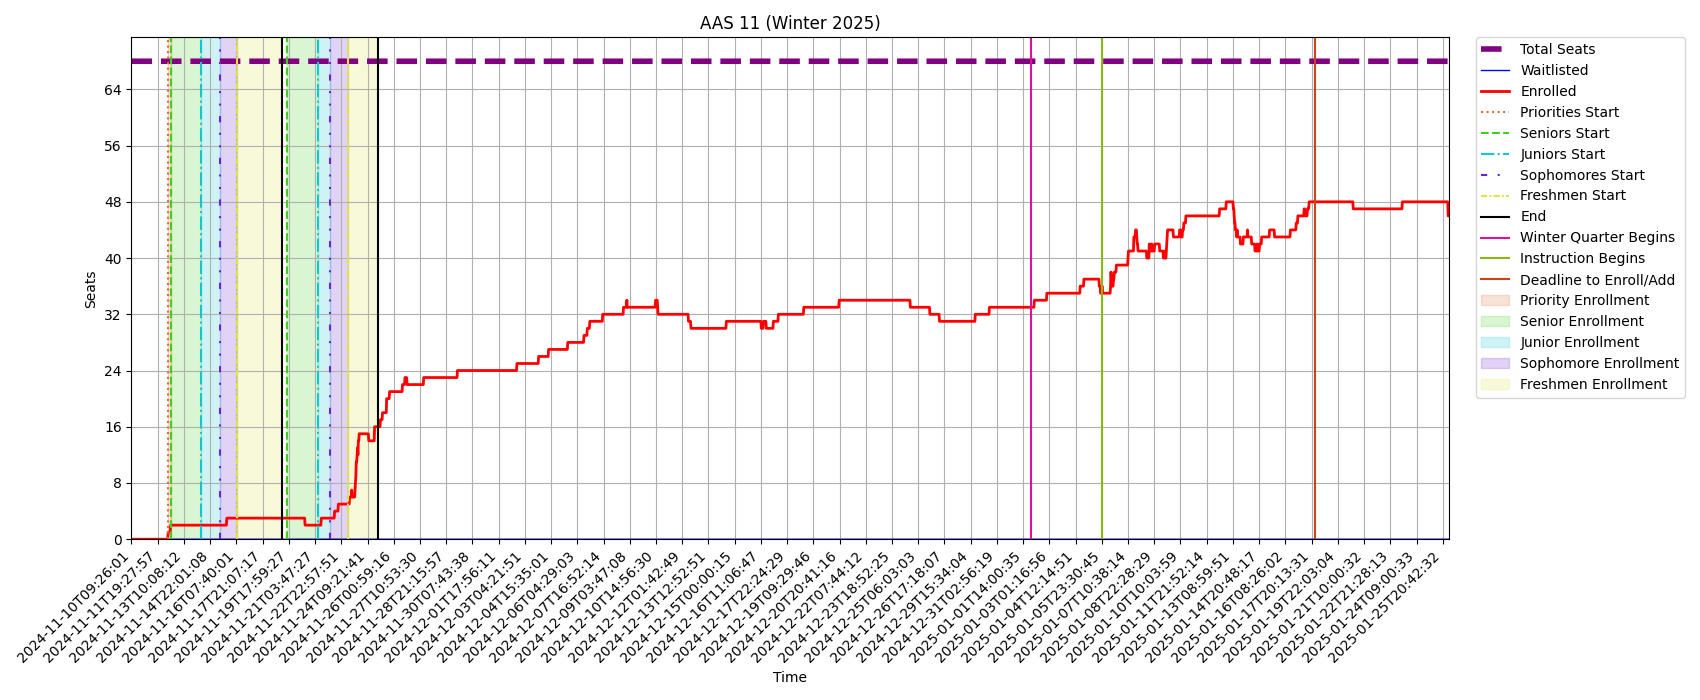 AAS 11 (Winter 2025)
Seats
64
56
48
40
32
24
16
8
0
2024-11-10T09:26:01
2024-11-11T19:27:57
2024-11-13T10:08:12
2024-11-14T22:01:08
2024-11-16T07:40:01
2024-11-17T21:07:17
2024-11-19T17:59:27
2024-11-21T03:47:27
2024-11-22T22:57:51
2024-11-24T09:21:41
2024-11-26T00:59:16
2024-11-27T10:53:30
2024-11-28T21:15:57
2024-11-30T07:43:38
2024-12-01T17:56:11
2024-12-03T04:21:51
2024-12-04T15:35:01
2024-12-06T04:29:03
2024-12-07T16:52:14
2024-12-09T03:47:08
2024-12-10T14:56:30
2024-12-12T01:42:49
2024-12-13T12:52:51
2024-12-15T00:00:15
2024-12-16T11:06:47
2024-12-17T22:24:29
2024-12-19T09:29:46
2024-12-20T20:41:16
2024-12-22T07:44:12
2024-12-23T18:52:25
2024-12-25T06:03:03
2024-12-26T17:18:07
2024-12-29T15:34:04
2024-12-31T02:56:19
2025-01-01T14:00:35
2025-01-03T01:16:56
2025-01-04T12:14:51
2025-01-05T23:30:45
2025-01-07T10:38:14
2025-01-08T22:28:29
2025-01-10T10:03:59
2025-01-11T21:52:14
2025-01-13T08:59:51
2025-01-14T20:48:17
2025-01-16T08:26:02
2025-01-17T20:13:31
2025-01-19T22:03:04
2025-01-21T10:00:32
2025-01-22T21:28:13
2025-01-24T09:00:33
2025-01-25T20:42:32
Time
Total Seats
Waitlisted
Enrolled
Priorities Start
Seniors Start
Juniors Start
Sophomores Start
Freshmen Start
End
Winter Quarter Begins
Instruction Begins
Deadline to Enroll/Add
Priority Enrollment
Senior Enrollment
Junior Enrollment
Sophomore Enrollment
Freshmen Enrollment